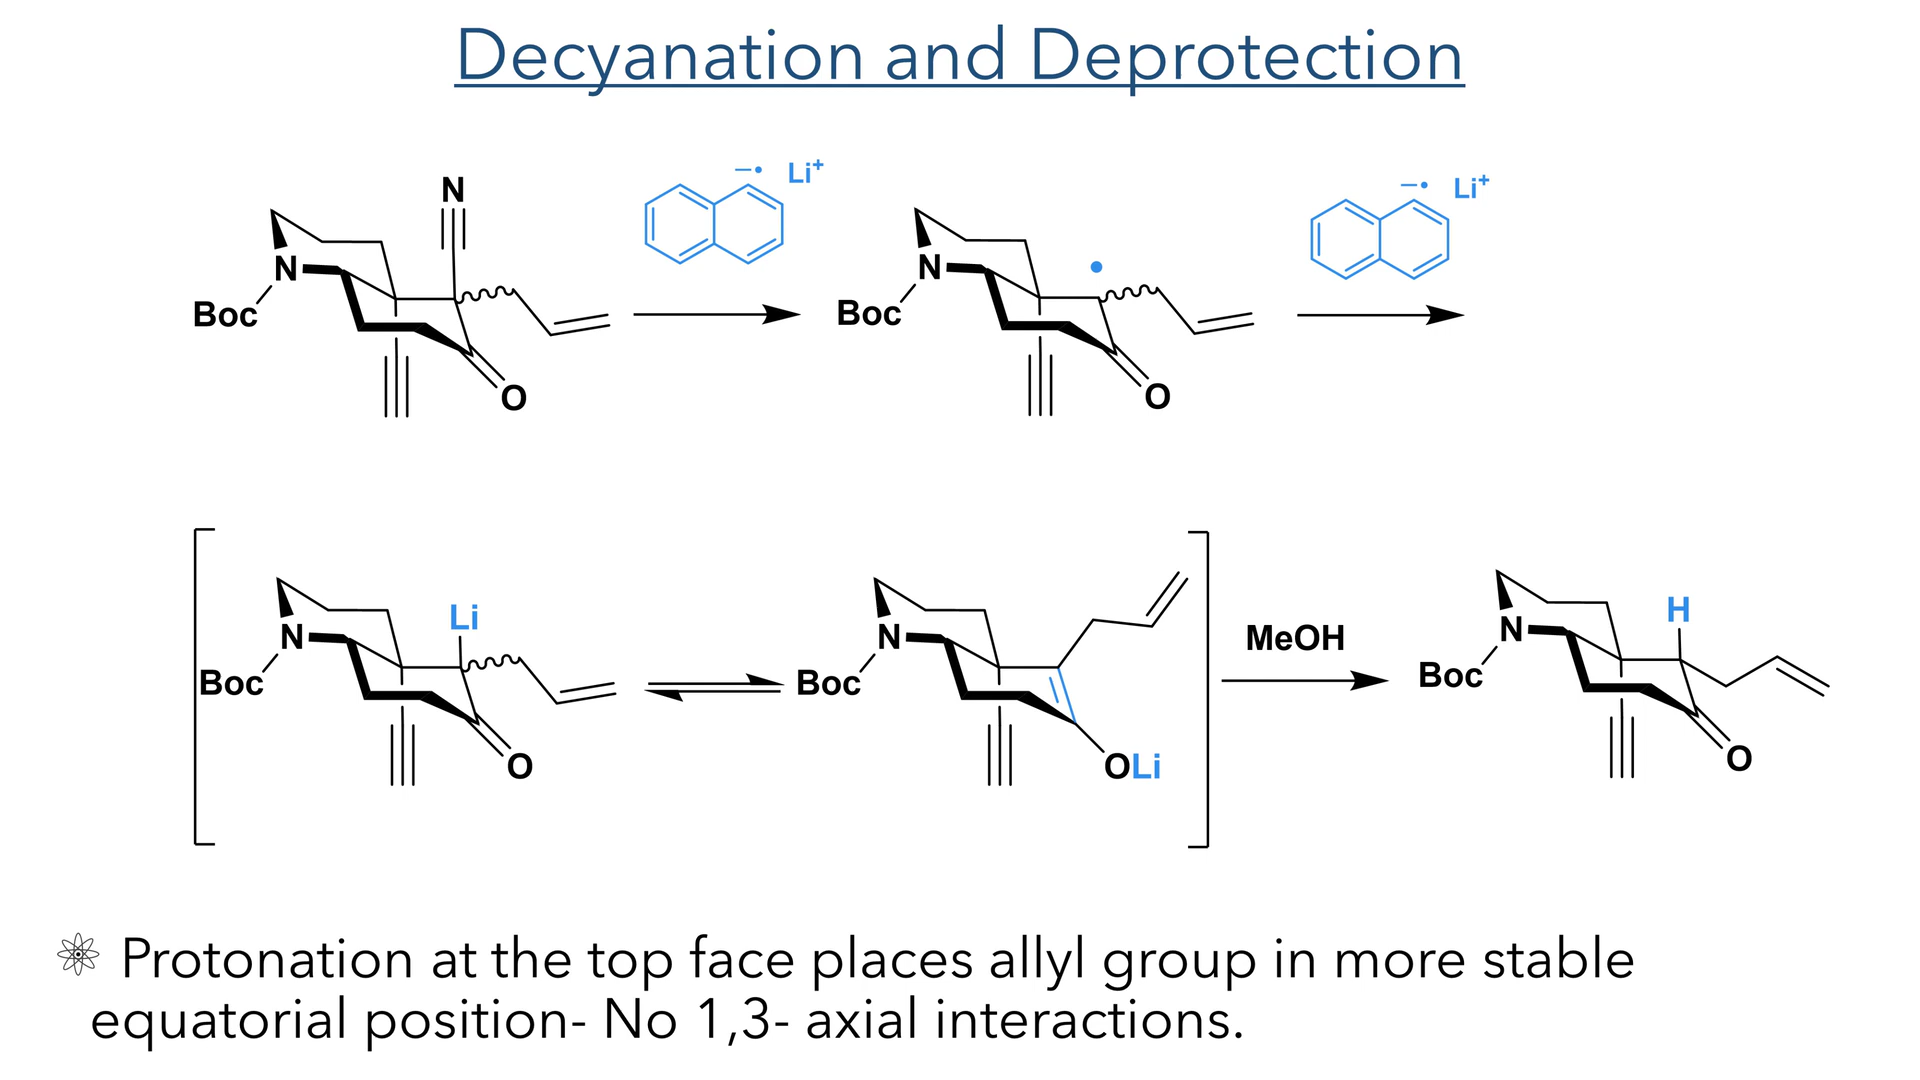 Decyanation and Deprotection
N
N
Boc
O
−• Li⁺
N
Boc
•
O
−• Li⁺
N
Boc
Li
O
N
Boc
OLi
MeOH
N
Boc
H
O
Protonation at the top face places allyl group in more stable
equatorial position- No 1,3- axial interactions.